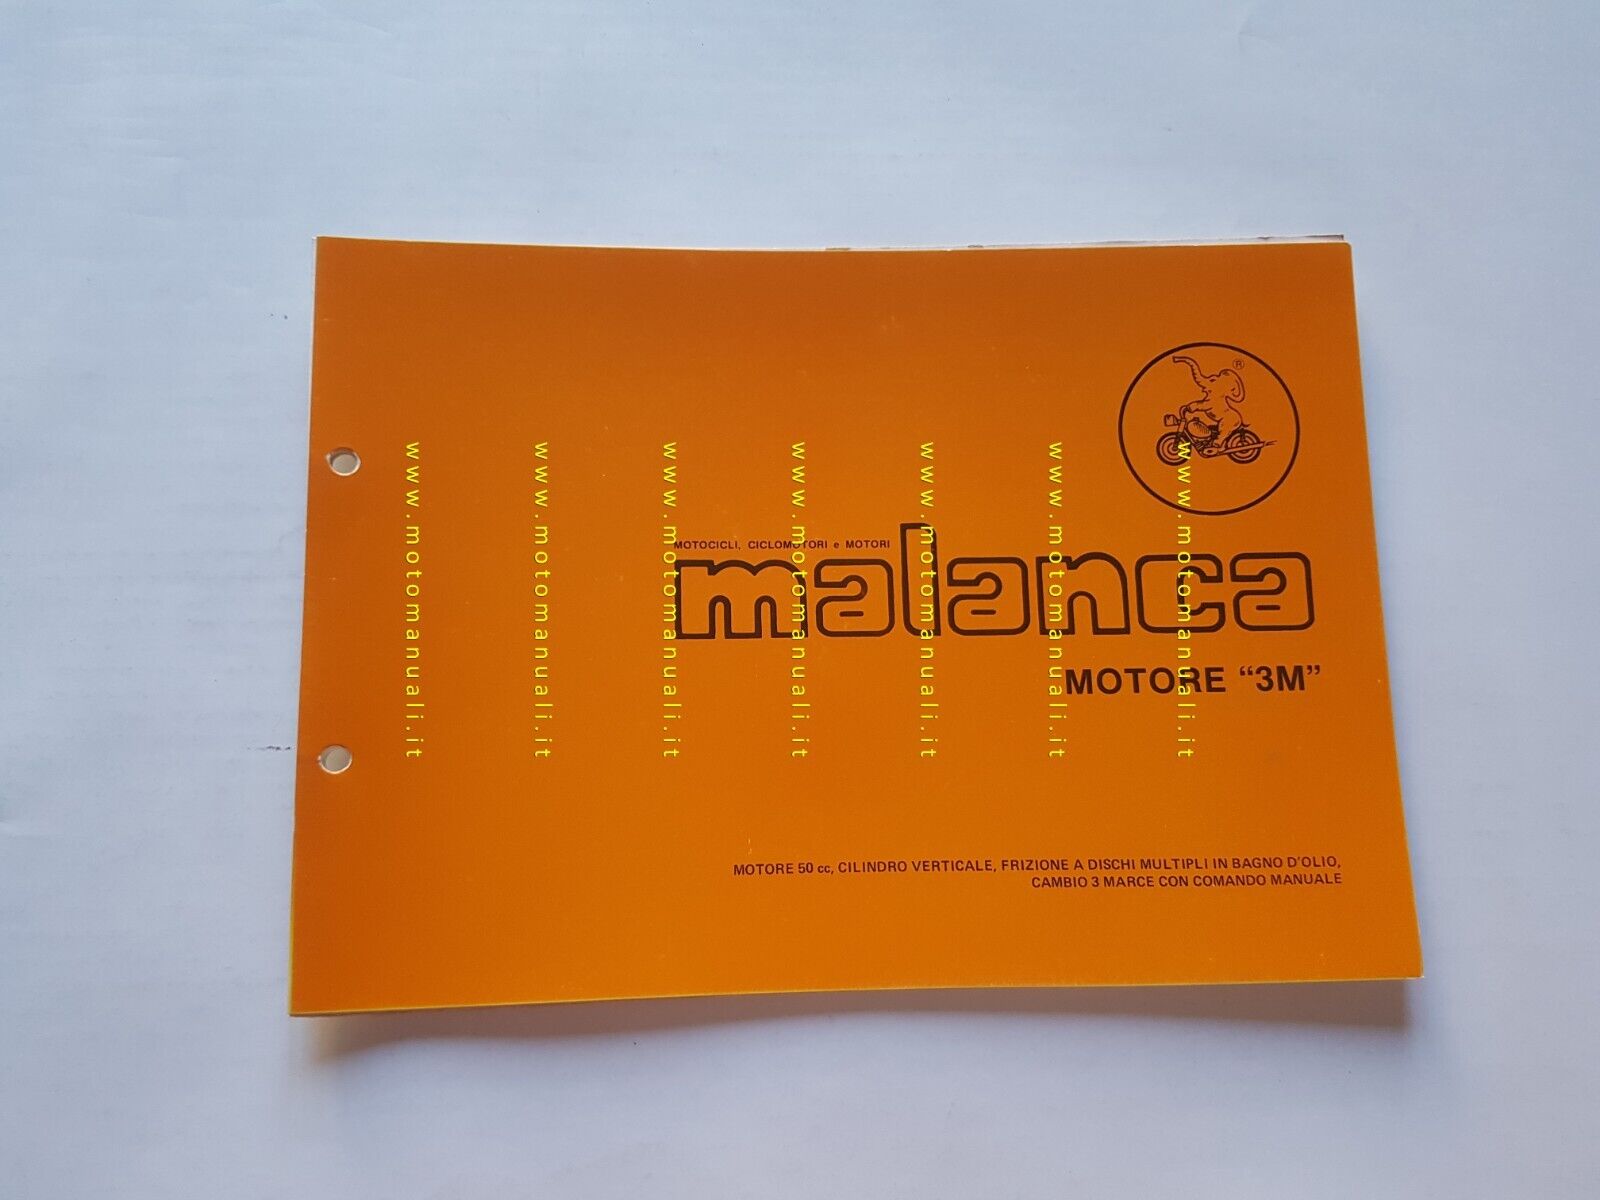 ®
MOTOCICLI, CICLOMOTORI e MOTORI
malanca
MOTORE “3M”
MOTORE 50 cc, CILINDRO VERTICALE, FRIZIONE A DISCHI MULTIPLI IN BAGNO D'OLIO,
CAMBIO 3 MARCE CON COMANDO MANUALE
www.motomanuali.it
www.motomanuali.it
www.motomanuali.it
www.motomanuali.it
www.motomanuali.it
www.motomanuali.it
www.motomanuali.it